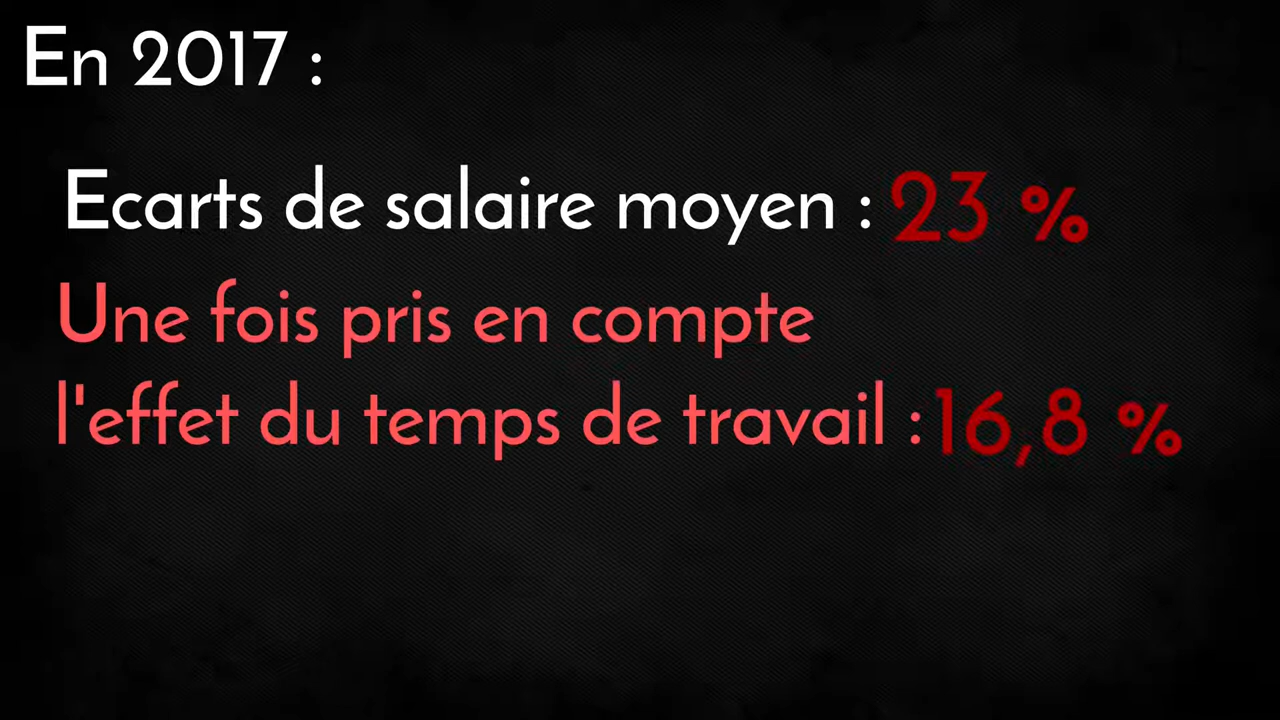 En 2017 :
Ecarts de salaire moyen : 23 %
Une fois pris en compte
l'effet du temps de travail : 16,8 %